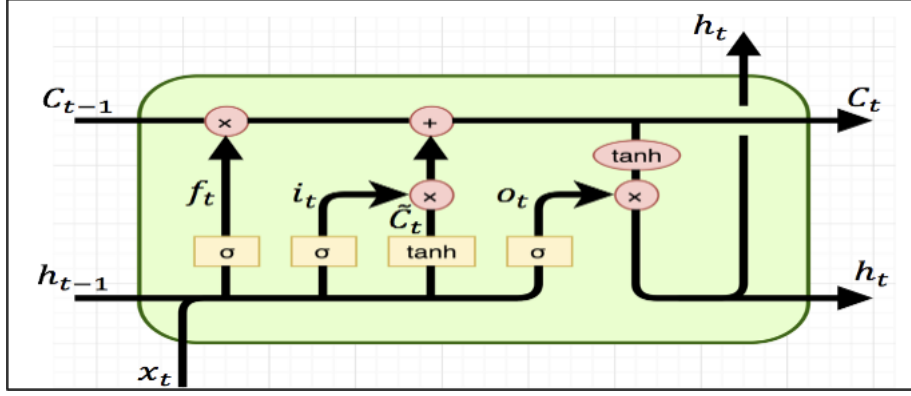 h_t
C_{t-1} × + C_t
tanh
f_t i_t × o_t ×
C̃_t
σ σ tanh σ
h_{t-1} h_t
x_t